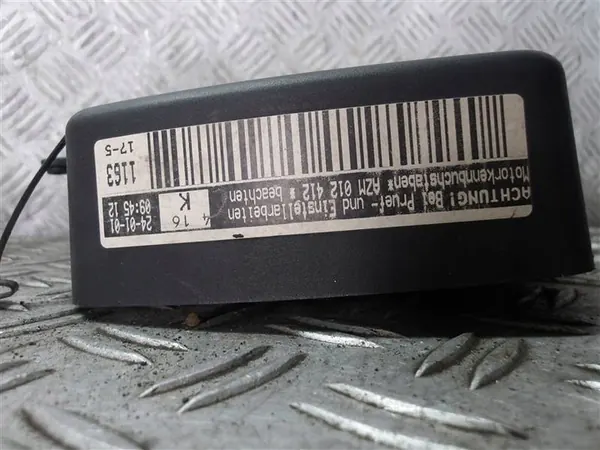 ACHTUNG! Bei Pruef- und Einstellarbeiten
Motorkennbuchstaben* AZM 012 412 * beachten
1163
17-5
4 16
K
24-01-01
09:45 12